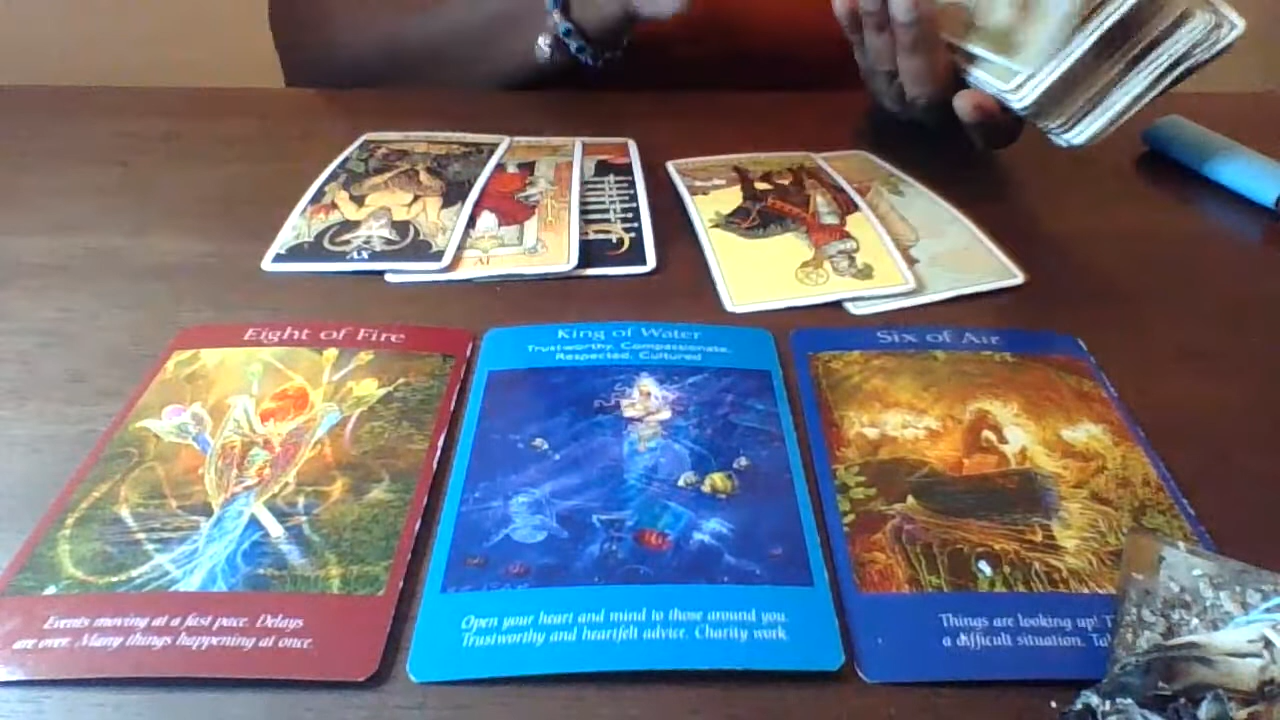 XV
VI
Eight of Fire
Events moving at a fast pace. Delays
are over. Many things happening at once.
King of Water
Trustworthy, Compassionate,
Respected, Cultured
Open your heart and mind to those around you.
Trustworthy and heartfelt advice. Charity work.
Six of Air
Things are looking up!
a difficult situation.